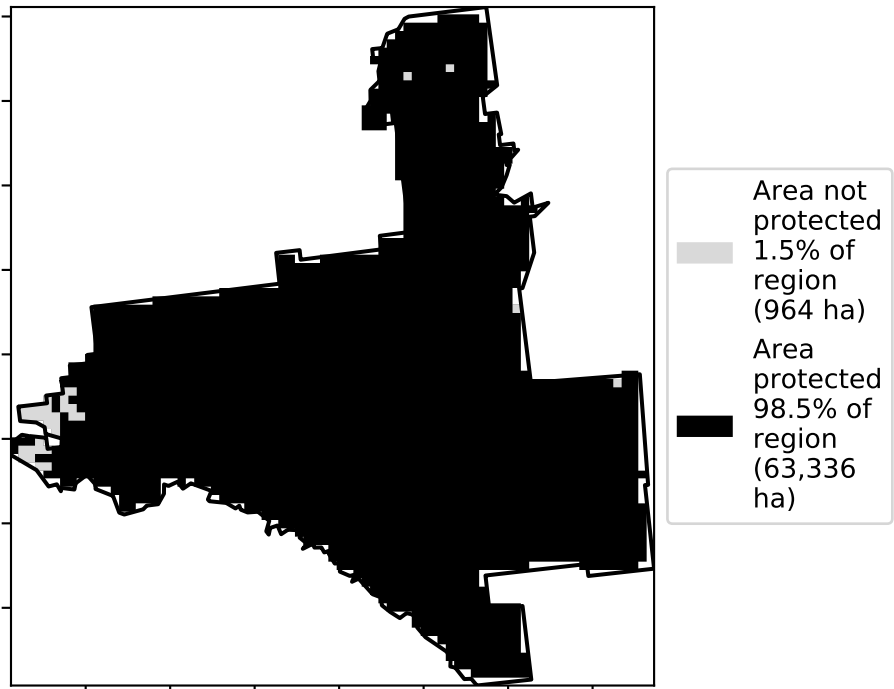 Area not
protected
1.5% of
region
(964 ha)
Area
protected
98.5% of
region
(63,336
ha)